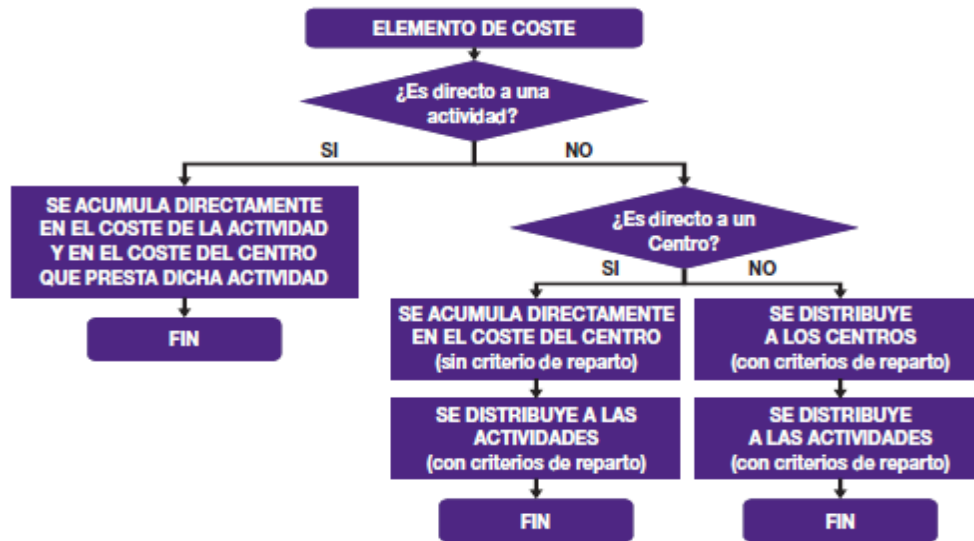 ELEMENTO DE COSTE
¿Es directo a una
actividad?
SI
NO
SE ACUMULA DIRECTAMENTE
EN EL COSTE DE LA ACTIVIDAD
Y EN EL COSTE DEL CENTRO
QUE PRESTA DICHA ACTIVIDAD
FIN
¿Es directo a un
Centro?
SI
NO
SE ACUMULA DIRECTAMENTE
EN EL COSTE DEL CENTRO
(sin criterio de reparto)
SE DISTRIBUYE A LAS
ACTIVIDADES
(con criterios de reparto)
FIN
SE DISTRIBUYE
A LOS CENTROS
(con criterios de reparto)
SE DISTRIBUYE
A LAS ACTIVIDADES
(con criterios de reparto)
FIN